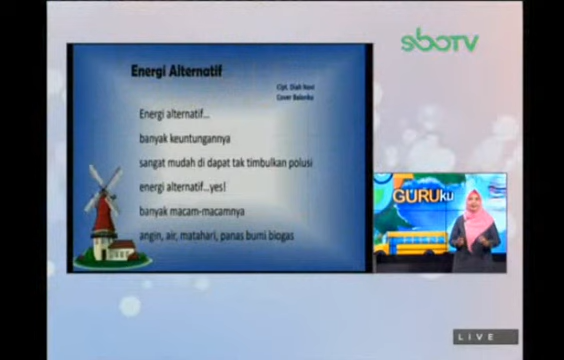 sbotv
Energi Alternatif
Cipt. Diah Novi
Cover Balonku
Energi alternatif...
banyak keuntungannya
sangat mudah di dapat tak timbulkan polusi
energi alternatif...yes!
banyak macam-macamnya
angin, air, matahari, panas bumi biogas
GURUku
LIVE